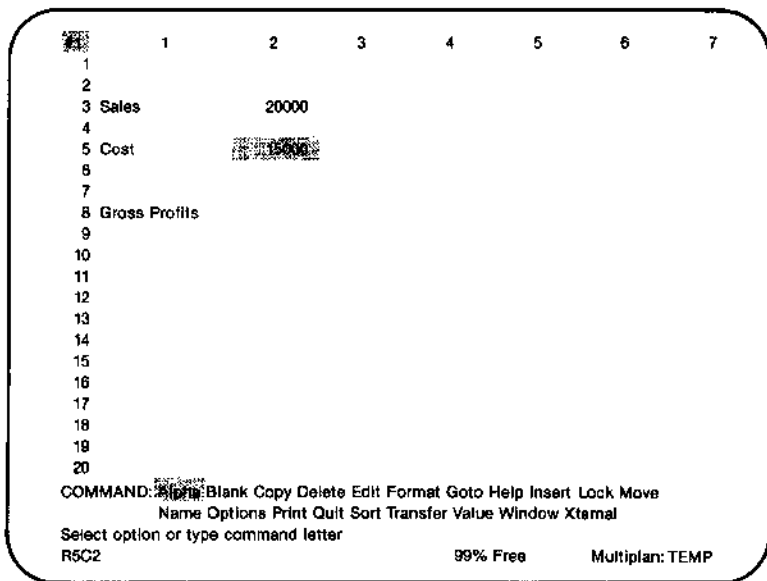 #1 1 2 3 4 5 6 7
1
2
3 Sales 20000
4
5 Cost 15000
6
7
8 Gross Profits
9
10
11
12
13
14
15
16
17
18
19
20
COMMAND: Alpha Blank Copy Delete Edit Format Goto Help Insert Lock Move
Name Options Print Quit Sort Transfer Value Window Xternal
Select option or type command letter
R5C2 99% Free Multiplan: TEMP